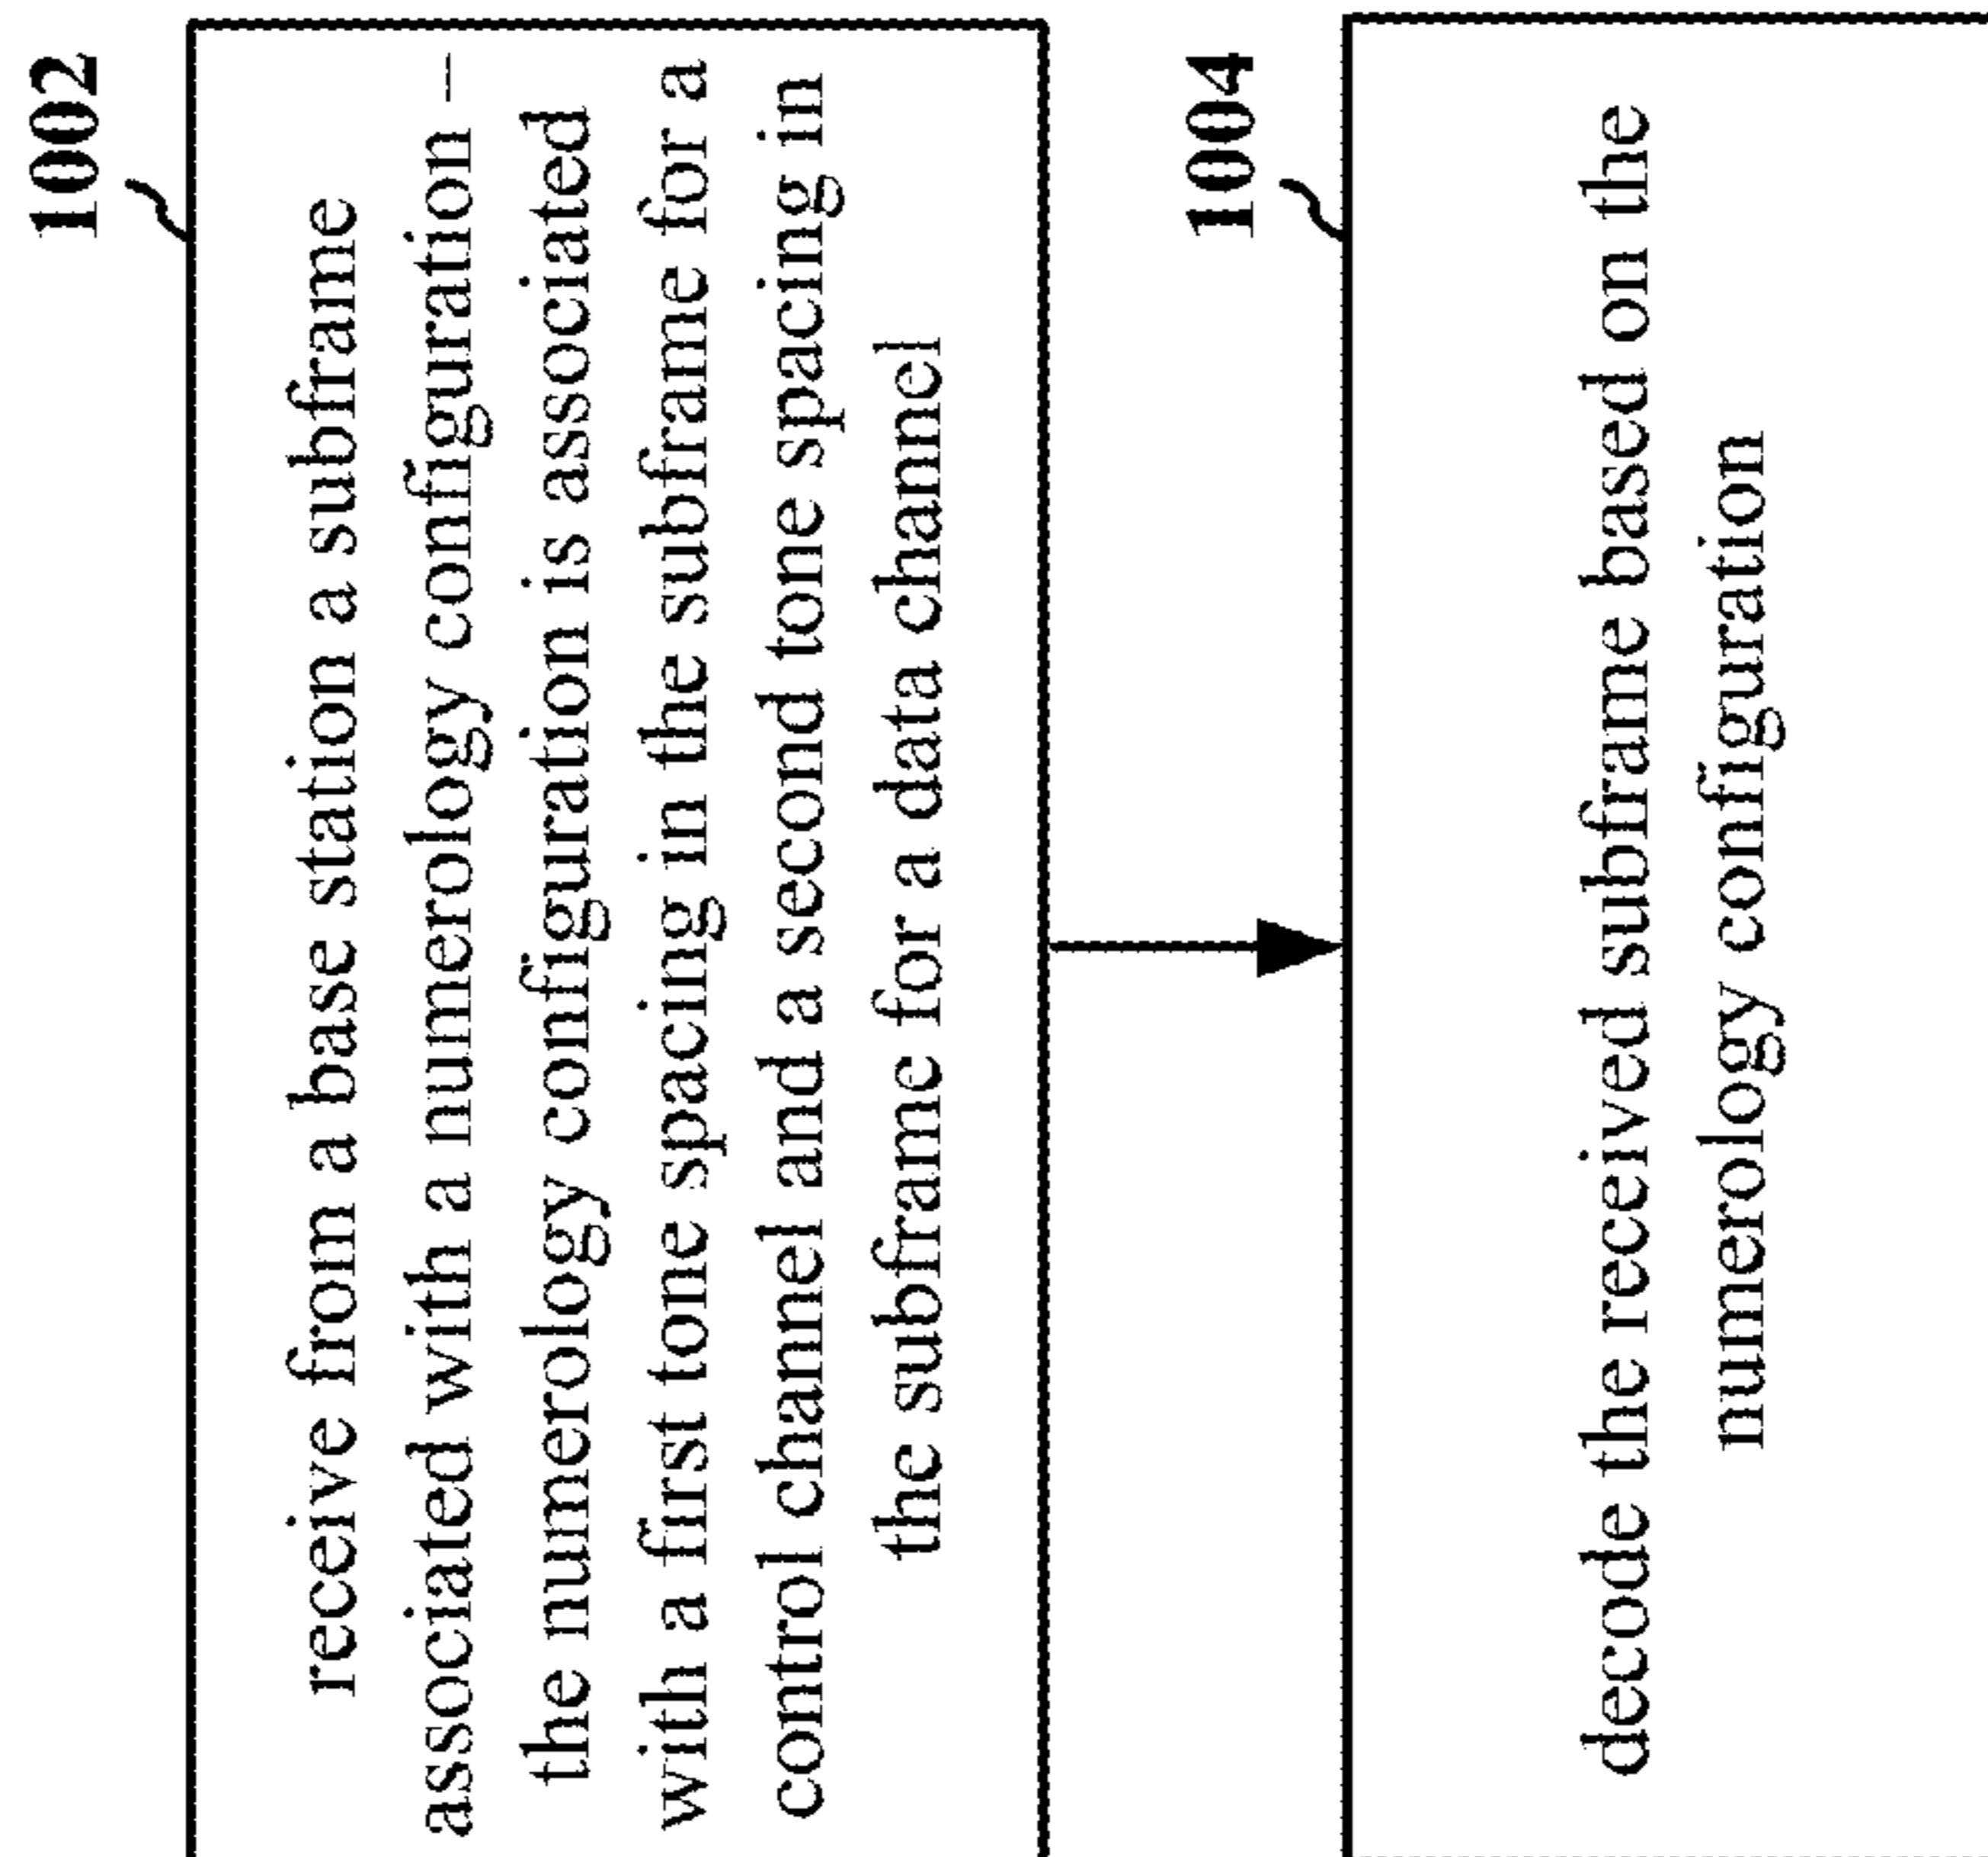 1002
receive from a base station a subframe
associated with a numerology configuration –
the numerology configuration is associated
with a first tone spacing in the subframe for a
control channel and a second tone spacing in
the subframe for a data channel
1004
decode the received subframe based on the
numerology configuration